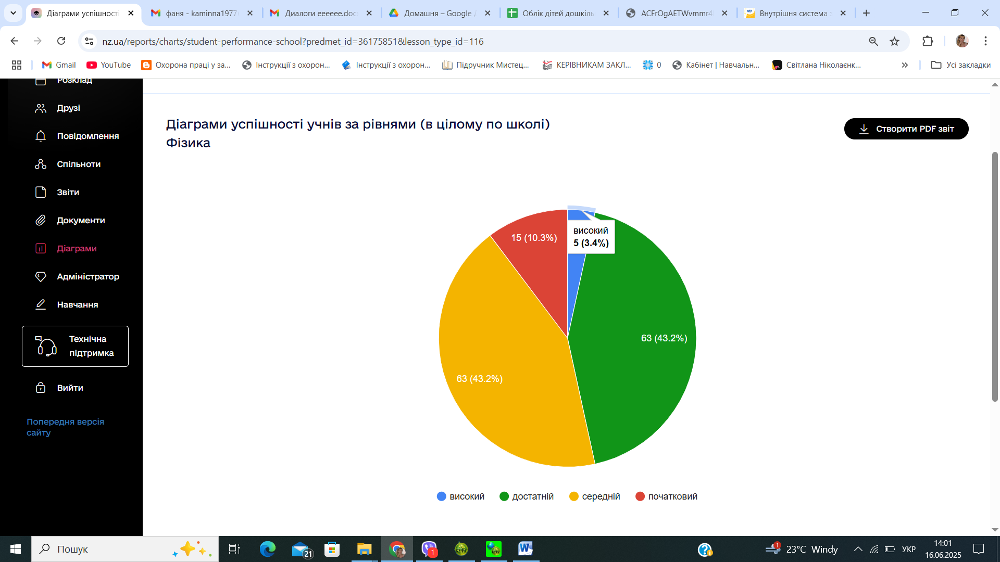 Діаграми успішності
фаня - kaminna1977
Диалоги eeeeee.doc
Домашня – Google
Облік дітей дошкіль
ACFrOgAETWvmmr4
Внутрішня система з
nz.ua/reports/charts/student-performance-school?predmet_id=36175851&lesson_type_id=116
Gmail
YouTube
Охорона праці у за...
Інструкції з охорон...
Інструкції з охорон...
Підручник Мистец...
КЕРІВНИКАМ ЗАКЛ...
0
Кабінет | Навчальн...
Світлана Ніколаєнк...
»
Усі закладки
Розклад
Друзі
Повідомлення
Спільноти
Звіти
Документи
Діаграми
Адміністратор
Навчання
Технічна
підтримка
Вийти
Попередня версія
сайту
Діаграми успішності учнів за рівнями (в цілому по школі)
Фізика
Створити PDF звіт
15 (10.3%)
високий
5 (3.4%)
63 (43.2%)
63 (43.2%)
високий
достатній
середній
початковий
Пошук
21
1
1
23°C Windy
УКР
14:01
16.06.2025